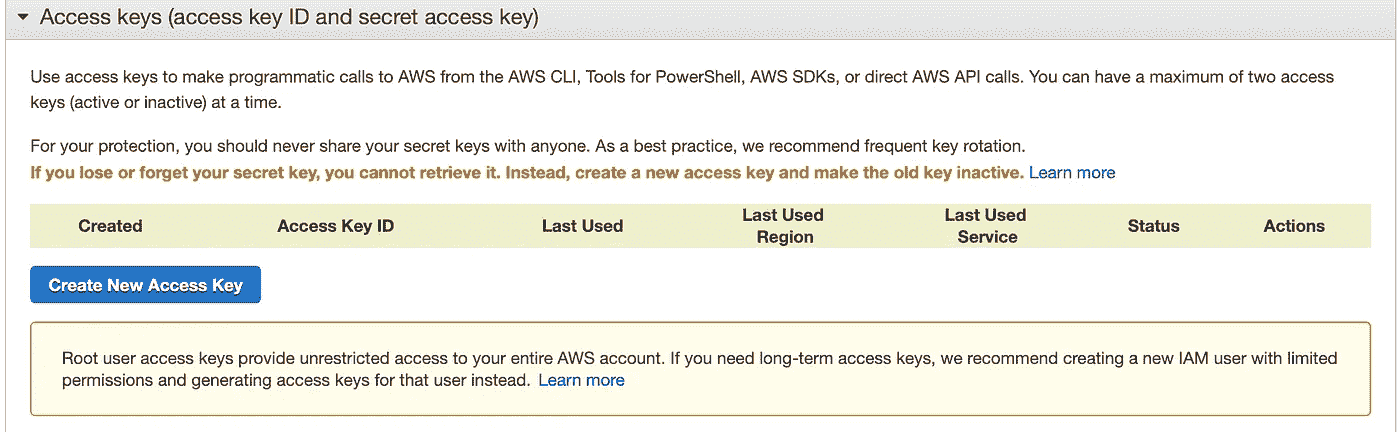 Access keys (access key ID and secret access key)
Use access keys to make programmatic calls to AWS from the AWS CLI, Tools for PowerShell, AWS SDKs, or direct AWS API calls. You can have a maximum of two access
keys (active or inactive) at a time.
For your protection, you should never share your secret keys with anyone. As a best practice, we recommend frequent key rotation.
If you lose or forget your secret key, you cannot retrieve it. Instead, create a new access key and make the old key inactive. Learn more
Created Access Key ID Last Used Last Used Region Last Used Service Status Actions
Create New Access Key
Root user access keys provide unrestricted access to your entire AWS account. If you need long-term access keys, we recommend creating a new IAM user with limited
permissions and generating access keys for that user instead. Learn more